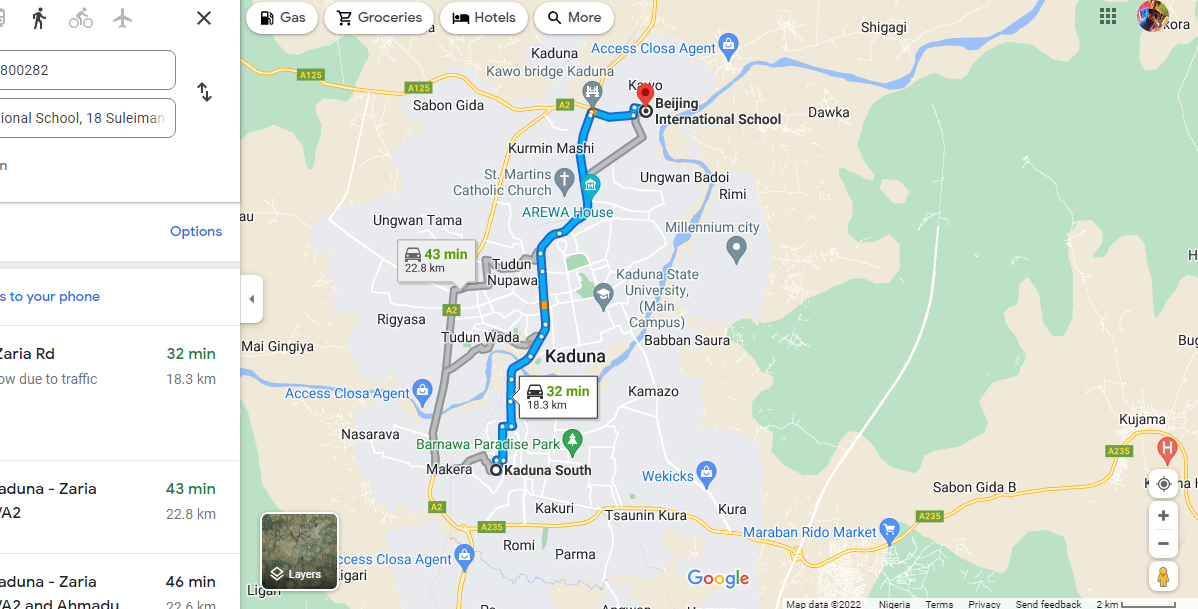 Gas
Groceries
Hotels
More
800282
ional School, 18 Suleiman
n
Options
s to your phone
Zaria Rd
32 min
ow due to traffic
18.3 km
aduna - Zaria
43 min
/A2
22.8 km
aduna - Zaria
46 min
/A2 and Ahmadu
22.6 km
Shigagi
kora
Kaduna
Access Closa Agent
Kawo bridge Kaduna
A125
A125
Kawo
Sabon Gida
A2
Beijing
International School
Dawka
Kurmin Mashi
St. Martins
Catholic Church
Ungwan Badoi
Rimi
AREWA House
au
Ungwan Tama
Millennium city
43 min
22.8 km
Tudun
Nupawa
Kaduna State
University,
(Main
Campus)
A2
Rigyasa
Tudun Wada
Babban Saura
Mai Gingiya
Kaduna
Bug
32 min
18.3 km
Access Closa Agent
Kamazo
Kujama
Nasarava
Barnawa Paradise Park
A235
Makera
Kaduna South
Wekicks
Sabon Gida B
A2
Kakuri
Tsaunin Kura
Kura
A235
A235
Maraban Rido Market
Romi
Parma
ccess Closa Agent
Ligari
Ligari
Layers
Google
Pa
Angwan
Map data ©2022
Nigeria
Terms
Privacy
Send feedback
2 km